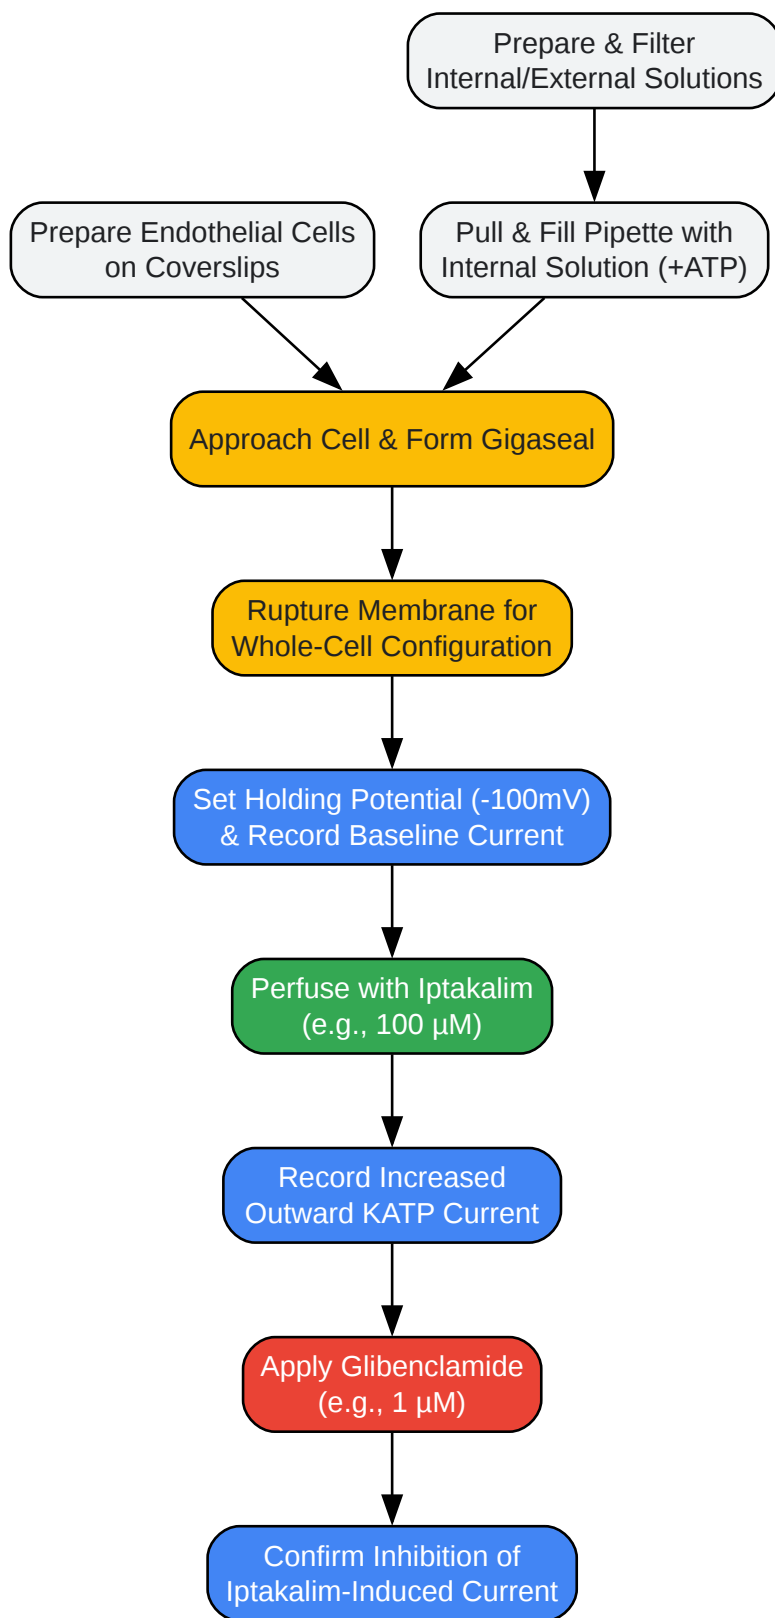 Prepare & Filter
Internal/External Solutions
Prepare Endothelial Cells
on Coverslips
Pull & Fill Pipette with
Internal Solution (+ATP)
Approach Cell & Form Gigaseal
Rupture Membrane for
Whole-Cell Configuration
Set Holding Potential (-100mV)
& Record Baseline Current
Perfuse with Iptakalim
(e.g., 100 µM)
Record Increased
Outward KATP Current
Apply Glibenclamide
(e.g., 1 µM)
Confirm Inhibition of
Iptakalim-Induced Current